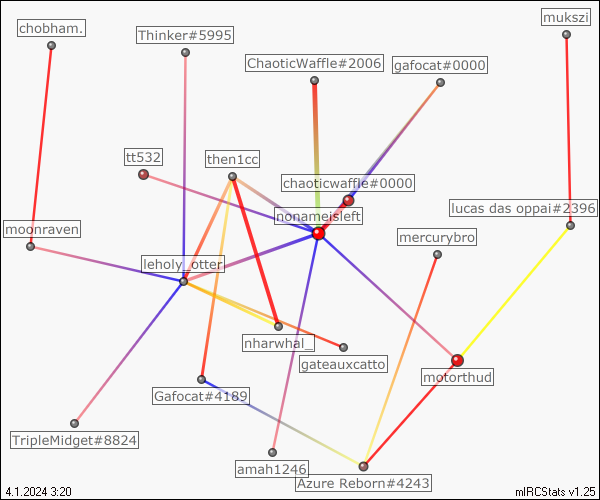 chobham.
Thinker#5995
mukszi
ChaoticWaffle#2006
gafocat#0000
tt532
then1cc
chaoticwaffle#0000
nonameisleft
lucas das oppai#2396
moonraven
mercurybro
leholy_otter
nharwhal_
gateauxcatto
motorthud
Gafocat#4189
TripleMidget#8824
amah1246
Azure Reborn#4243
4.1.2024 3:20
mIRCStats v1.25